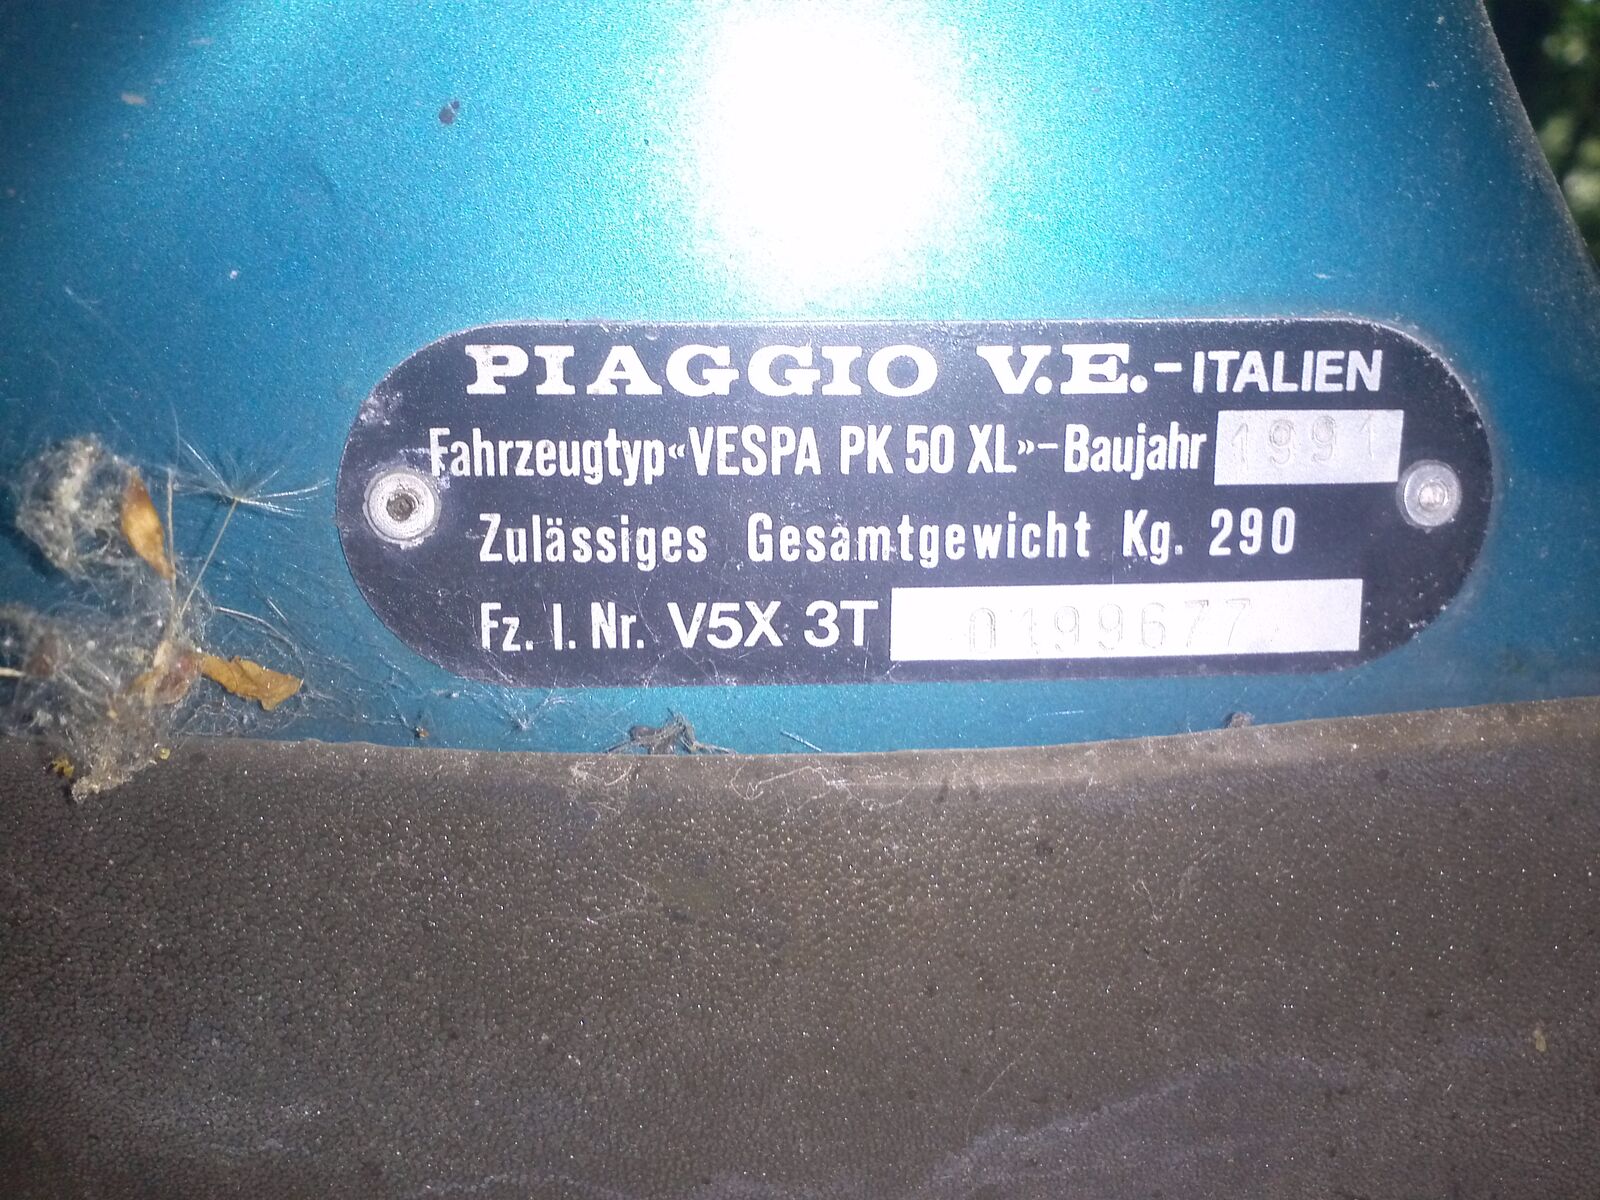 PIAGGIO V.E.-ITALIEN
Fahrzeugtyp «VESPA PK 50 XL»-Baujahr 1991
Zulässiges Gesamtgewicht Kg. 290
Fz. I. Nr. V5X 3T 0199677